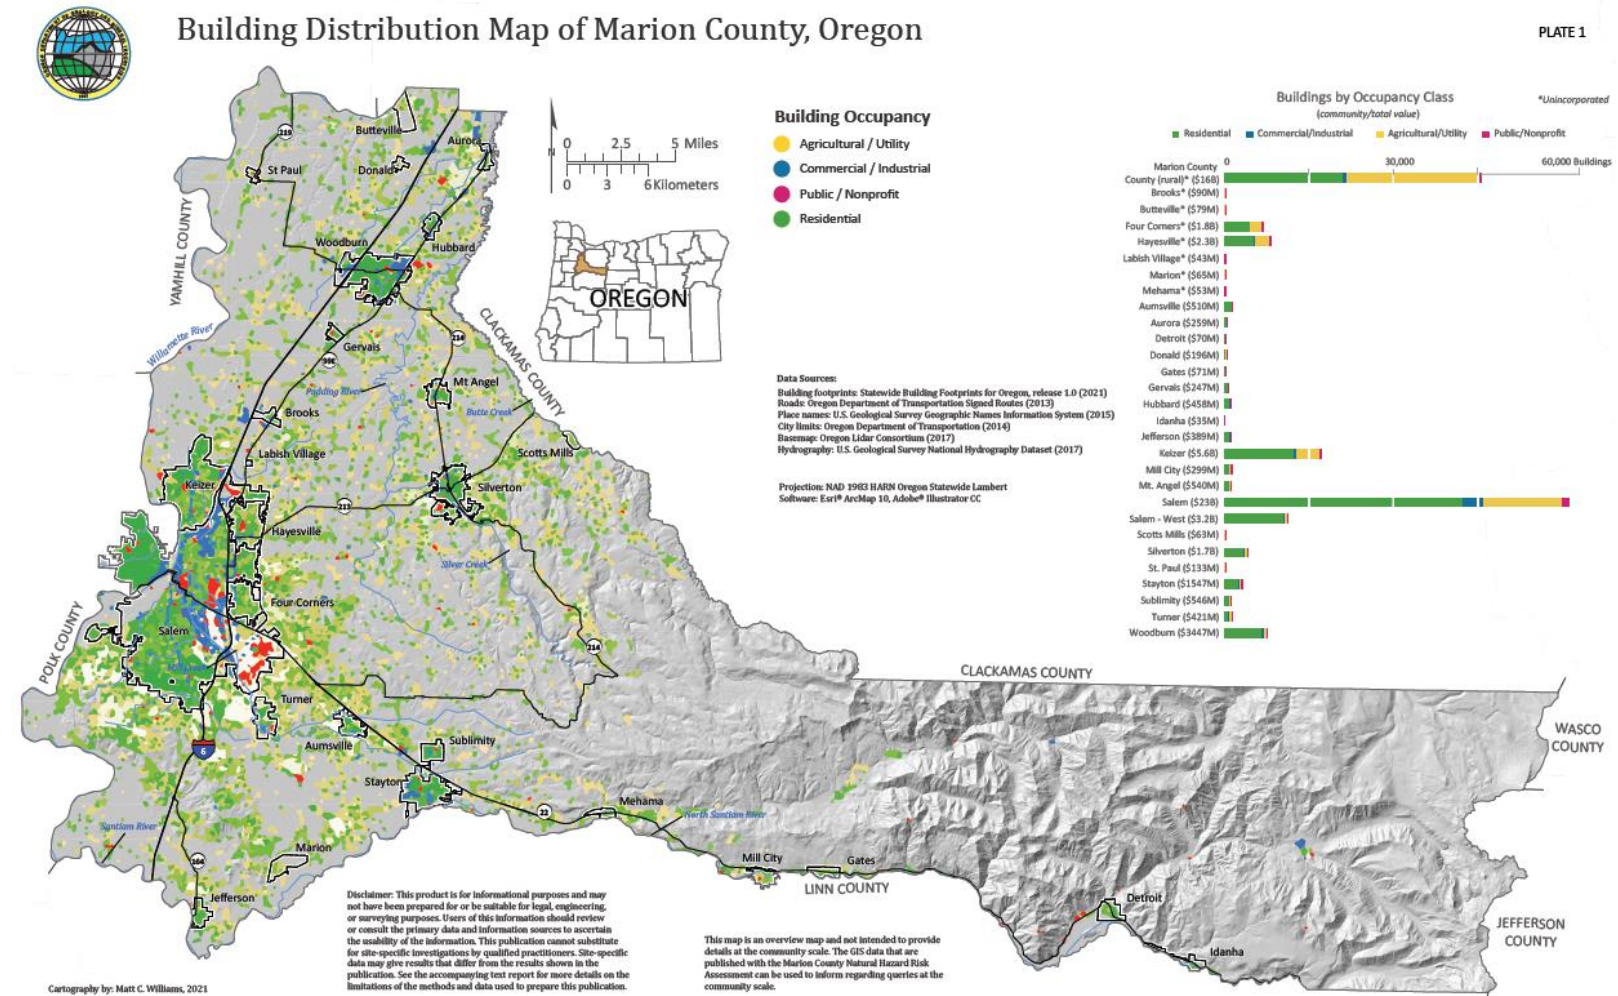 Building Distribution Map of Marion County, Oregon
PLATE 1
Building Occupancy
Agricultural / Utility
Commercial / Industrial
Public / Nonprofit
Residential
N
0 2.5 5 Miles
0 3 6 Kilometers
OREGON
Buildings by Occupancy Class
(community/total value)
*Unincorporated
Residential Commercial/Industrial Agricultural/Utility Public/Nonprofit
0 30,000 60,000 Buildings
Marion County
County (rural)* ($16B)
Brooks* ($90M)
Butteville* ($79M)
Four Corners* ($1.8B)
Hayesville* ($2.3B)
Labish Village* ($43M)
Marion* ($65M)
Mehama* ($53M)
Aumsville ($510M)
Aurora ($259M)
Detroit ($70M)
Donald ($196M)
Gates ($71M)
Gervais ($247M)
Hubbard ($458M)
Idanha ($35M)
Jefferson ($389M)
Keizer ($5.6B)
Mill City ($299M)
Mt. Angel ($540M)
Salem ($23B)
Salem - West ($3.2B)
Scotts Mills ($63M)
Silverton ($1.7B)
St. Paul ($133M)
Stayton ($1547M)
Sublimity ($546M)
Turner ($421M)
Woodburn ($3447M)
Data Sources:
Building footprints: Statewide Building Footprints for Oregon, release 1.0 (2021)
Roads: Oregon Department of Transportation Signed Routes (2013)
Place names: U.S. Geological Survey Geographic Names Information System (2015)
City limits: Oregon Department of Transportation (2014)
Basemap: Oregon Lidar Consortium (2017)
Hydrography: U.S. Geological Survey National Hydrography Dataset (2017)
Projection: NAD 1983 HARN Oregon Statewide Lambert
Software: Esri® ArcMap 10, Adobe® Illustrator CC
219
Butteville
Aurora
St Paul
Donald
YAMHILL COUNTY
Woodburn
Hubbard
CLACKAMAS COUNTY
Willamette River
214
Gervais
99E
Pudding River
Mt Angel
Butte Creek
Brooks
Labish Village
Scotts Mills
Keizer
Silverton
213
Hayesville
Silver Creek
Four Corners
POLK COUNTY
Salem
214
CLACKAMAS COUNTY
Turner
WASCO
COUNTY
Aumsville
Sublimity
5
Stayton
Mehama
22
North Santiam River
Santiam River
Marion
164
Mill City
Gates
LINN COUNTY
Jefferson
Detroit
JEFFERSON
COUNTY
Idanha
Disclaimer: This product is for informational purposes and may
not have been prepared for or be suitable for legal, engineering,
or surveying purposes. Users of this information should review
or consult the primary data and information sources to ascertain
the usability of the information. This publication cannot substitute
for site-specific investigations by qualified practitioners. Site-specific
data may give results that differ from the results shown in the
publication. See the accompanying text report for more details on the
limitations of the methods and data used to prepare this publication.
This map is an overview map and not intended to provide
details at the community scale. The GIS data that are
published with the Marion County Natural Hazard Risk
Assessment can be used to inform regarding queries at the
community scale.
Cartography by: Matt C. Williams, 2021